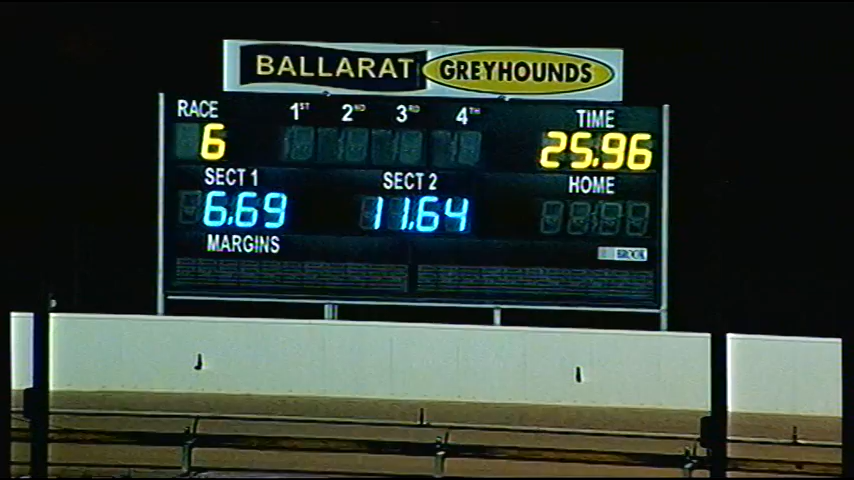 BALLARAT GREYHOUNDS
RACE 1ST 2ND 3RD 4TH TIME
6 25.96
SECT 1 SECT 2 HOME
6.69 11.64
MARGINS
BROOK